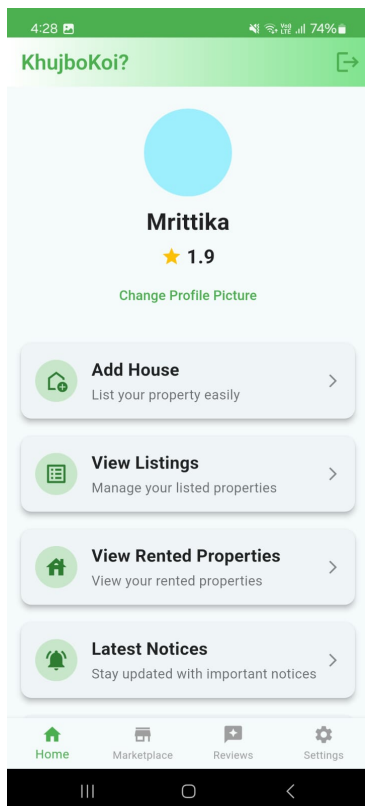 4:28
74%
KhujboKoi?
Mrittika
1.9
Change Profile Picture
Add House
List your property easily
View Listings
Manage your listed properties
View Rented Properties
View your rented properties
Latest Notices
Stay updated with important notices
Home
Marketplace
Reviews
Settings